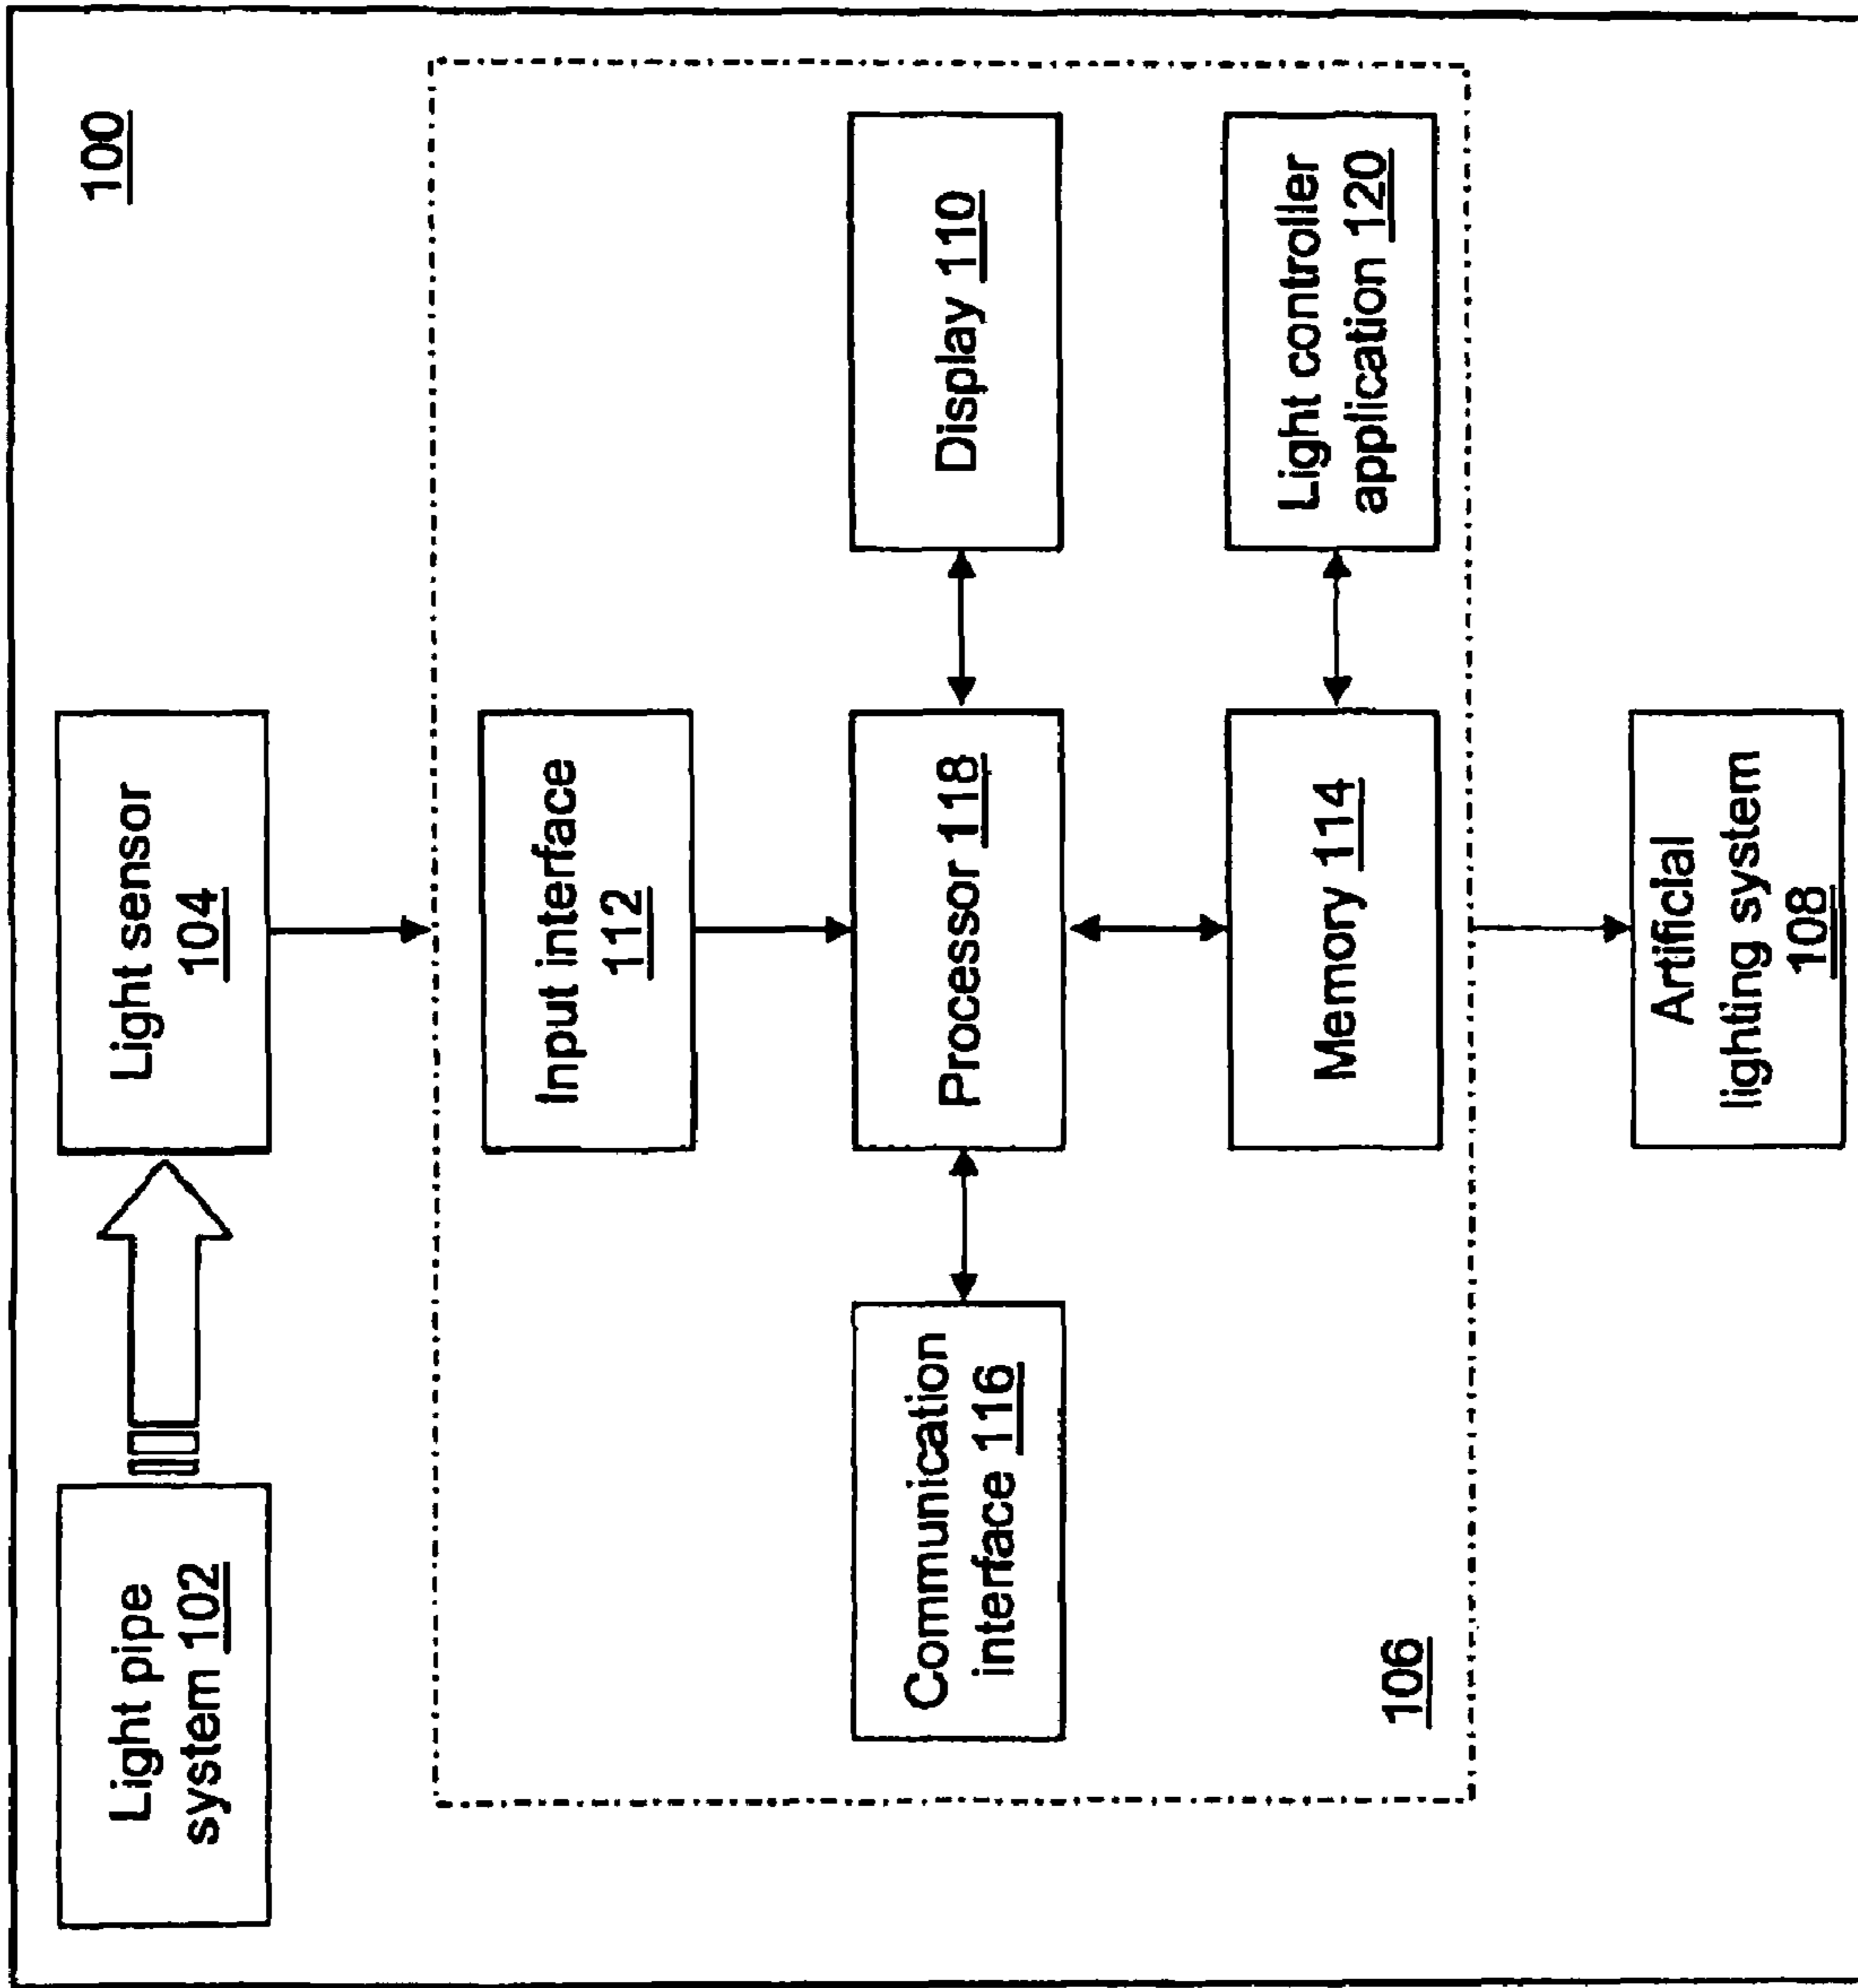 100
Light pipe
system 102
Light sensor
104
Input interface
112
Communication
interface 116
Processor 118
Display 110
Memory 114
Light controller
application 120
106
Artificial
lighting system
108